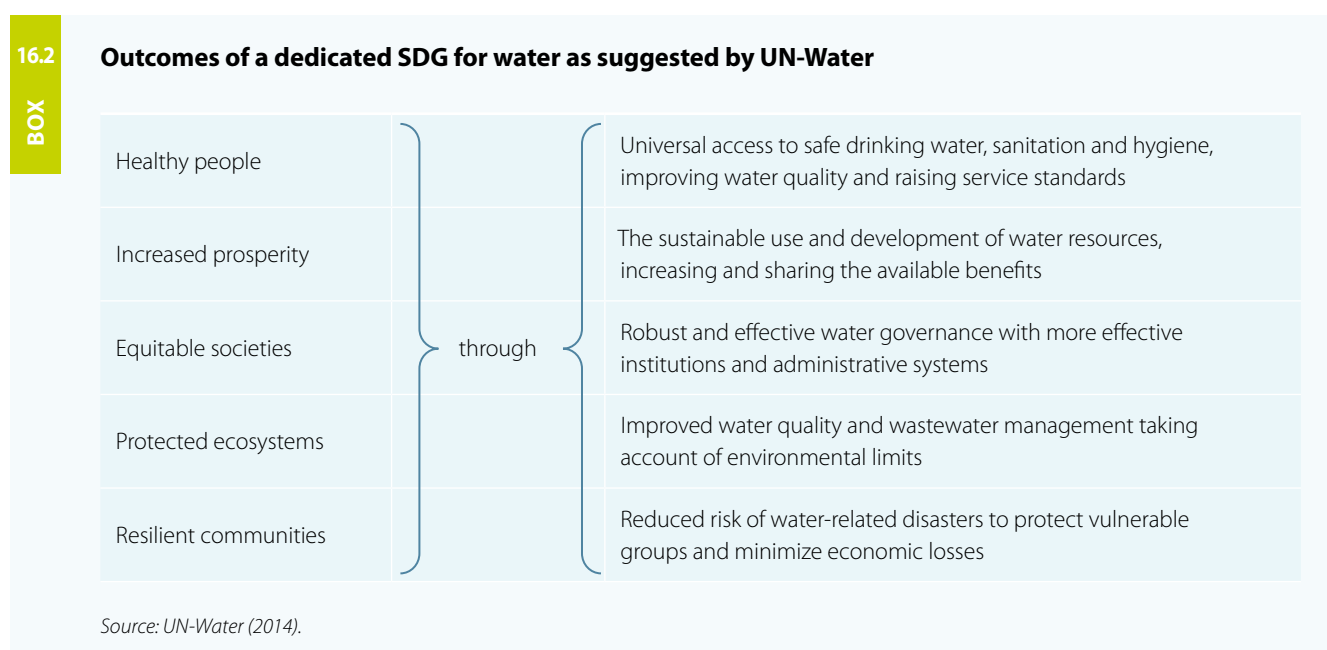 16.2
BOX
Outcomes of a dedicated SDG for water as suggested by UN-Water
Healthy people
through
Universal access to safe drinking water, sanitation and hygiene,
improving water quality and raising service standards
Increased prosperity
The sustainable use and development of water resources,
increasing and sharing the available benefits
Equitable societies
Robust and effective water governance with more effective
institutions and administrative systems
Protected ecosystems
Improved water quality and wastewater management taking
account of environmental limits
Resilient communities
Reduced risk of water-related disasters to protect vulnerable
groups and minimize economic losses
Source: UN-Water (2014).